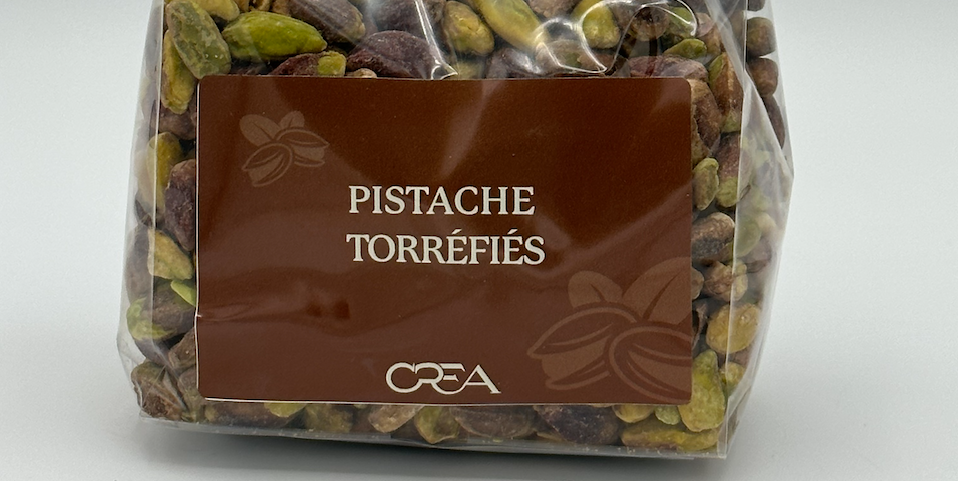 PISTACHE
TORRÉFIÉS
CREA